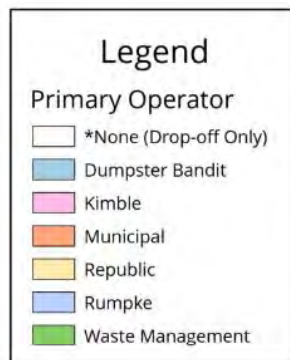 Legend
Primary Operator
*None (Drop-off Only)
Dumpster Bandit
Kimble
Municipal
Republic
Rumpke
Waste Management